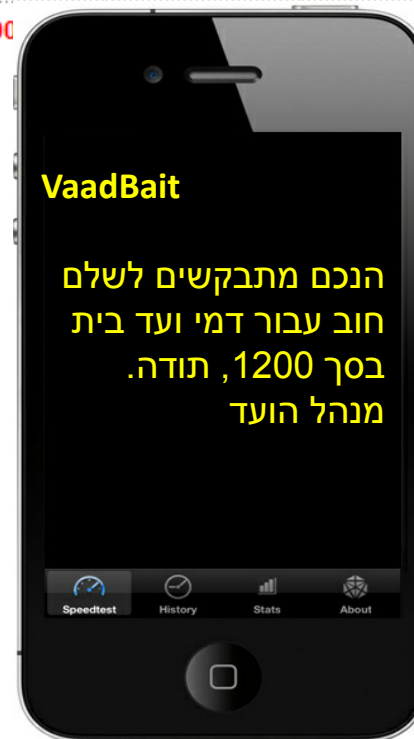 VaadBait
הנכם מתבקשים לשלם
חוב עבור דמי ועד בית
בסך 1200, תודה.
מנהל הועד
Speedtest History Stats About